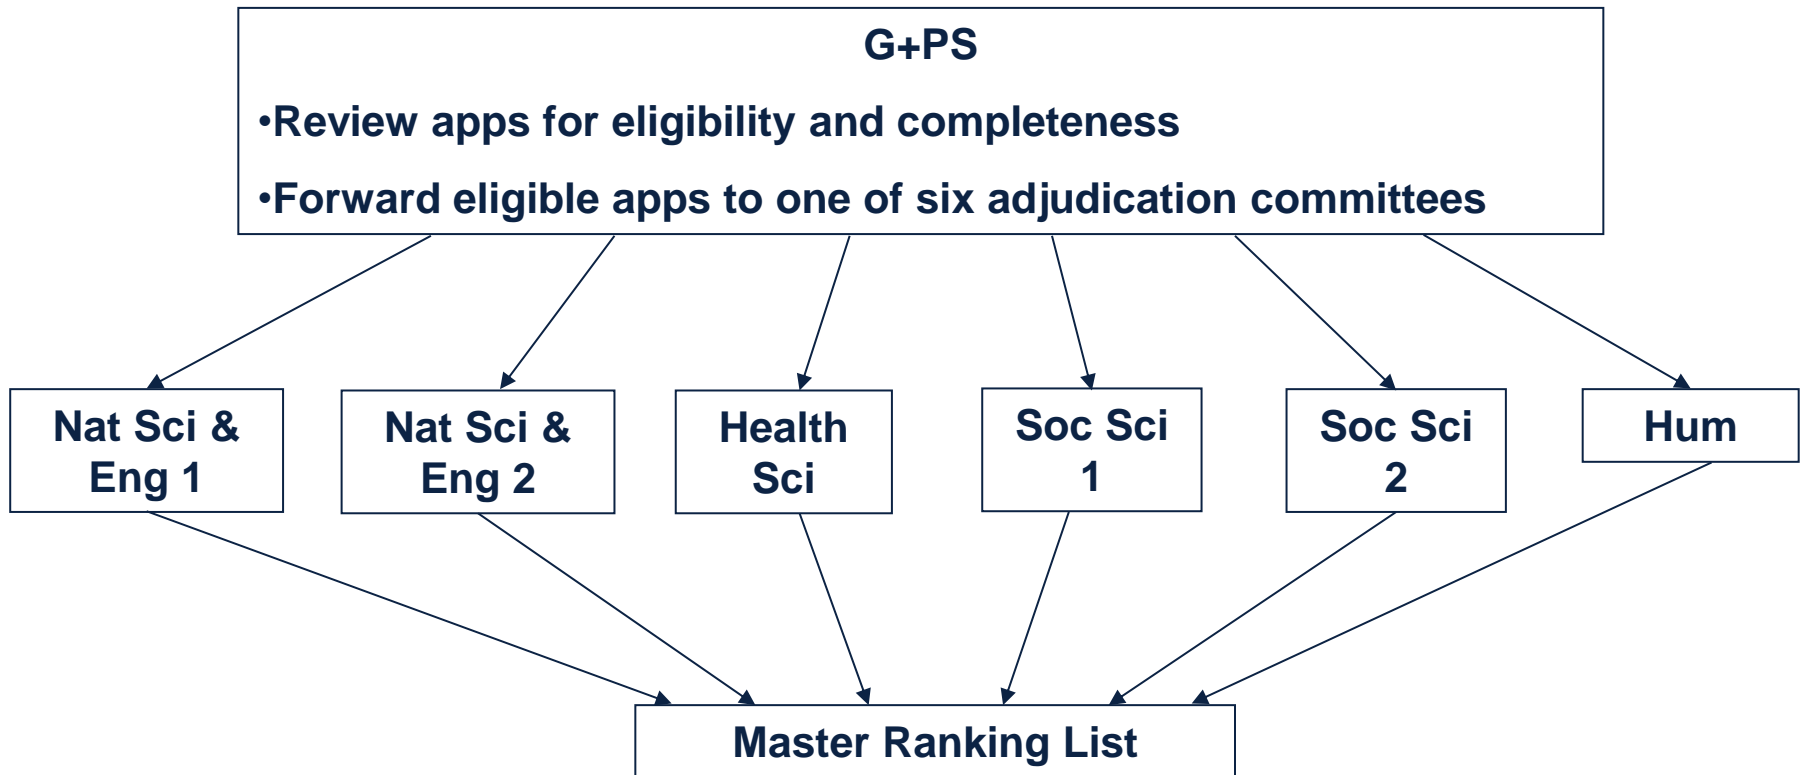 G+PS
•Review apps for eligibility and completeness
•Forward eligible apps to one of six adjudication committees
Nat Sci &
Eng 1
Nat Sci &
Eng 2
Health
Sci
Soc Sci
1
Soc Sci
2
Hum
Master Ranking List